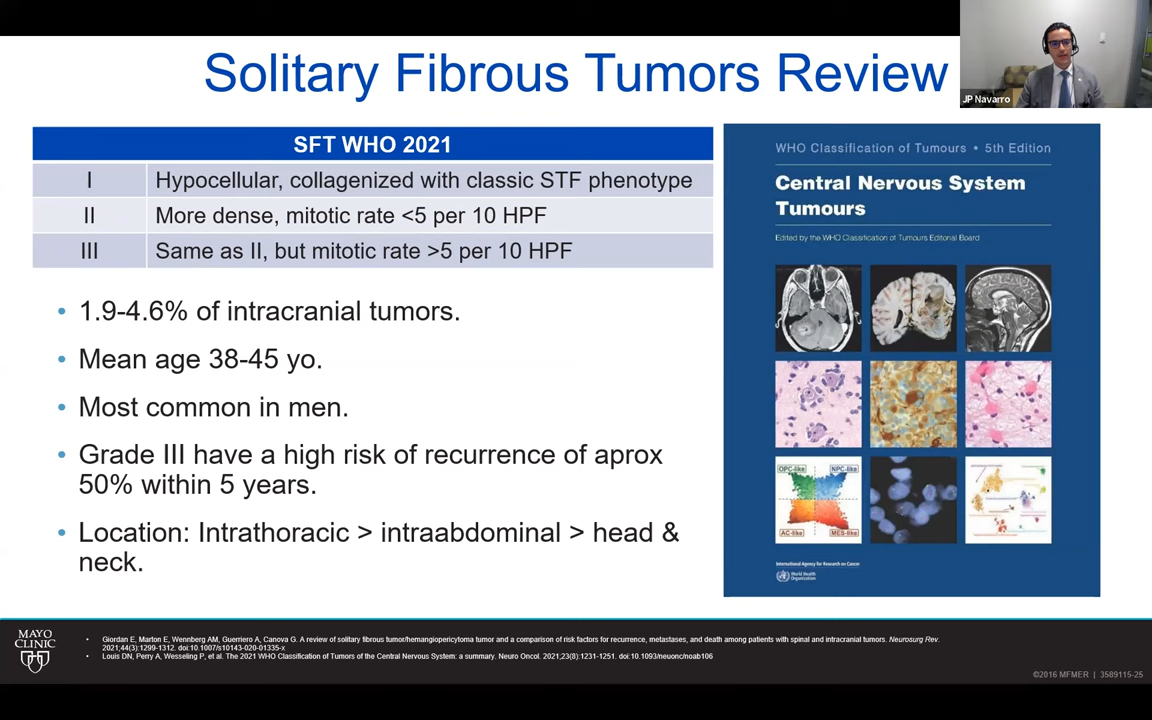 Solitary Fibrous Tumors Review
JP Navarro
SFT WHO 2021
I Hypocellular, collagenized with classic STF phenotype
II More dense, mitotic rate <5 per 10 HPF
III Same as II, but mitotic rate >5 per 10 HPF
• 1.9-4.6% of intracranial tumors.
• Mean age 38-45 yo.
• Most common in men.
• Grade III have a high risk of recurrence of aprox
50% within 5 years.
• Location: Intrathoracic > intraabdominal > head &
neck.
WHO Classification of Tumours • 5th Edition
Central Nervous System
Tumours
Edited by the WHO Classification of Tumours Editorial Board
OPC-like
NPC-like
AC-like
MES-like
International Agency for Research on Cancer
World Health
Organization
MAYO
CLINIC
• Giordan E, Marton E, Wennberg AM, Guerriero A, Canova G. A review of solitary fibrous tumor/hemangiopericytoma tumor and a comparison of risk factors for recurrence, metastases, and death among patients with spinal and intracranial tumors. Neurosurg Rev.
2021;44(3):1299-1312. doi:10.1007/s10143-020-01335-x
• Louis DN, Perry A, Wesseling P, et al. The 2021 WHO Classification of Tumors of the Central Nervous System: a summary. Neuro Oncol. 2021;23(8):1231-1251. doi:10.1093/neuonc/noab106
©2016 MFMER | 3589115-25